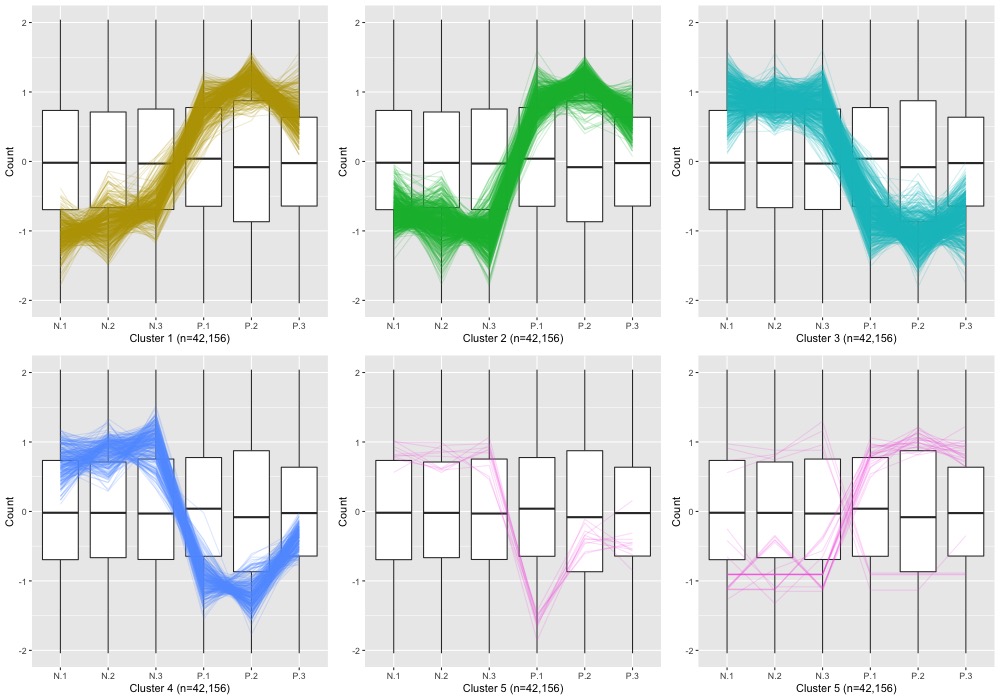 2
1
0
-1
-2
Count
N.1 N.2 N.3 P.1 P.2 P.3
Cluster 1 (n=42,156)
2
1
0
-1
-2
Count
N.1 N.2 N.3 P.1 P.2 P.3
Cluster 2 (n=42,156)
2
1
0
-1
-2
Count
N.1 N.2 N.3 P.1 P.2 P.3
Cluster 3 (n=42,156)
2
1
0
-1
-2
Count
N.1 N.2 N.3 P.1 P.2 P.3
Cluster 4 (n=42,156)
2
1
0
-1
-2
Count
N.1 N.2 N.3 P.1 P.2 P.3
Cluster 5 (n=42,156)
2
1
0
-1
-2
Count
N.1 N.2 N.3 P.1 P.2 P.3
Cluster 5 (n=42,156)